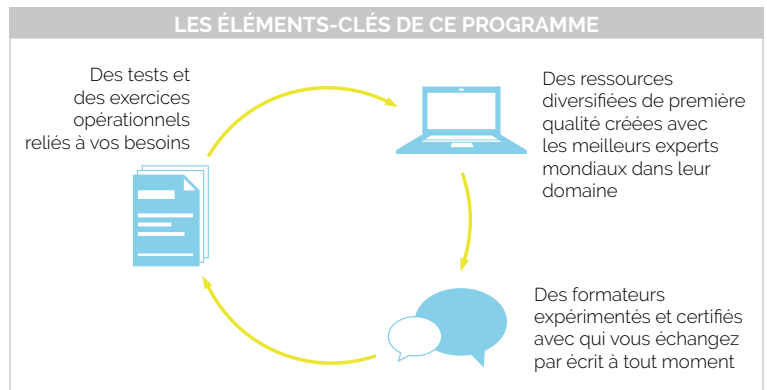 LES ÉLÉMENTS-CLÉS DE CE PROGRAMME
Des tests et
des exercices
opérationnels
reliés à vos besoins
Des ressources
diversifiées de première
qualité créées avec
les meilleurs experts
mondiaux dans leur
domaine
Des formateurs
expérimentés et certifiés
avec qui vous échangez
par écrit à tout moment